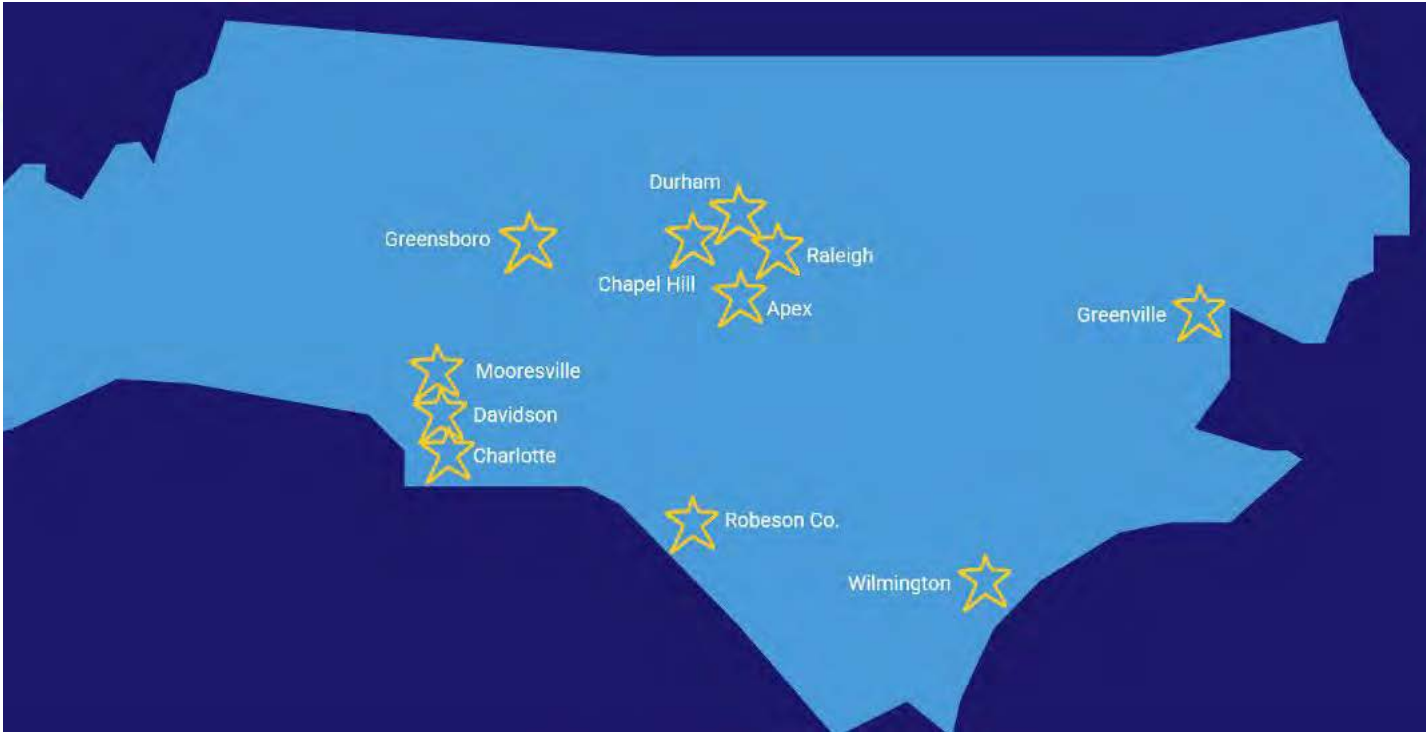 Durham
Greensboro
Raleigh
Chapel Hill
Apex
Greenville
Mooresville
Davidson
Charlotte
Robeson Co.
Wilmington